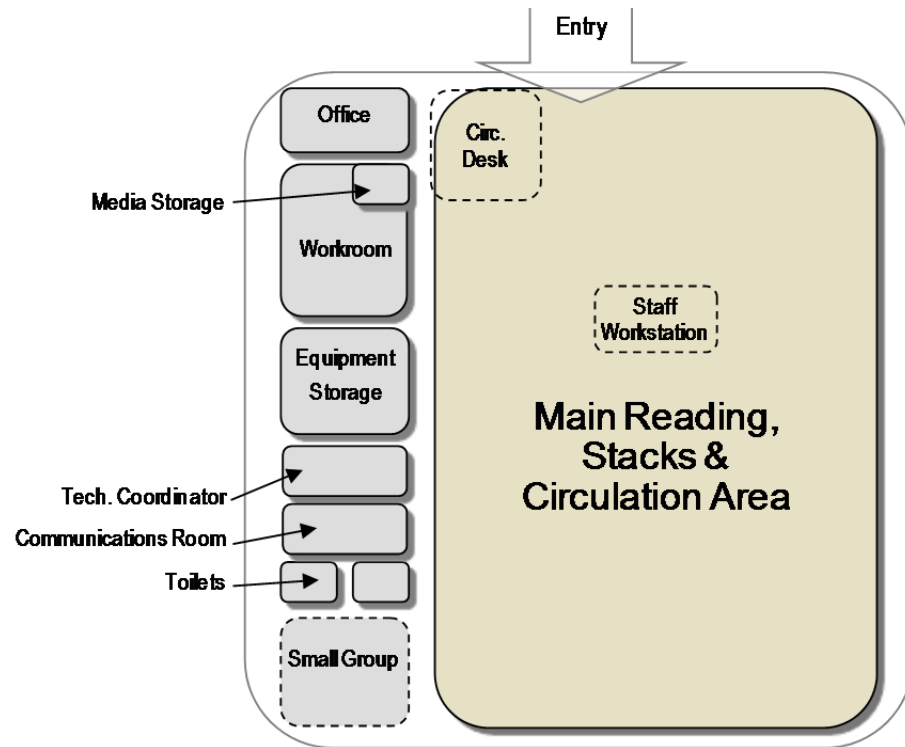 Entry
Office
Circ.
Desk
Media Storage
Workroom
Staff
Workstation
Equipment
Storage
Main Reading,
Stacks &
Circulation Area
Tech. Coordinator
Communications Room
Toilets
Small Group